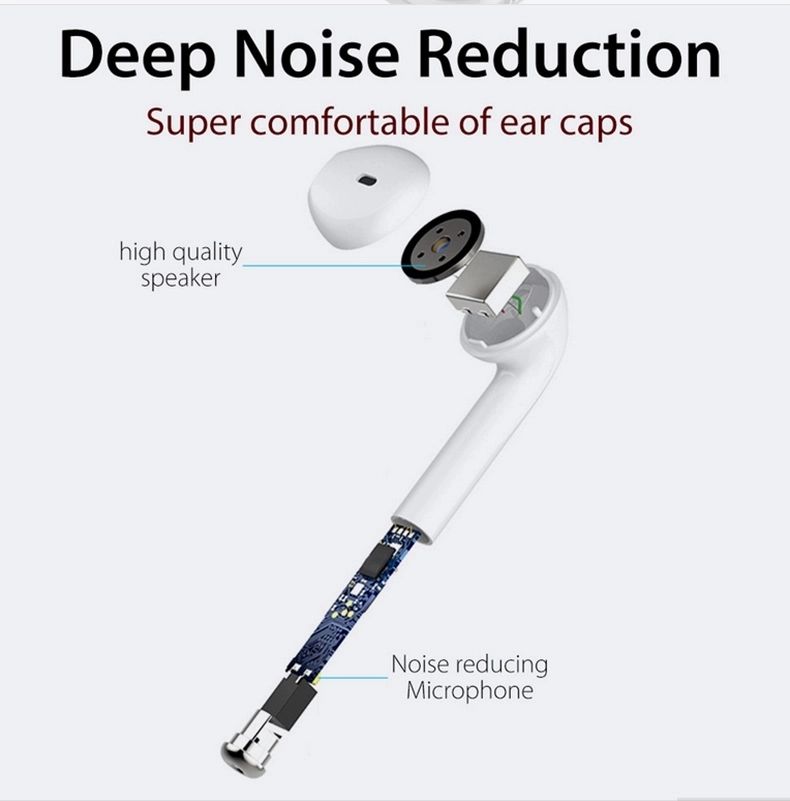 Deep Noise Reduction
Super comfortable of ear caps
high quality
speaker
Noise reducing
Microphone